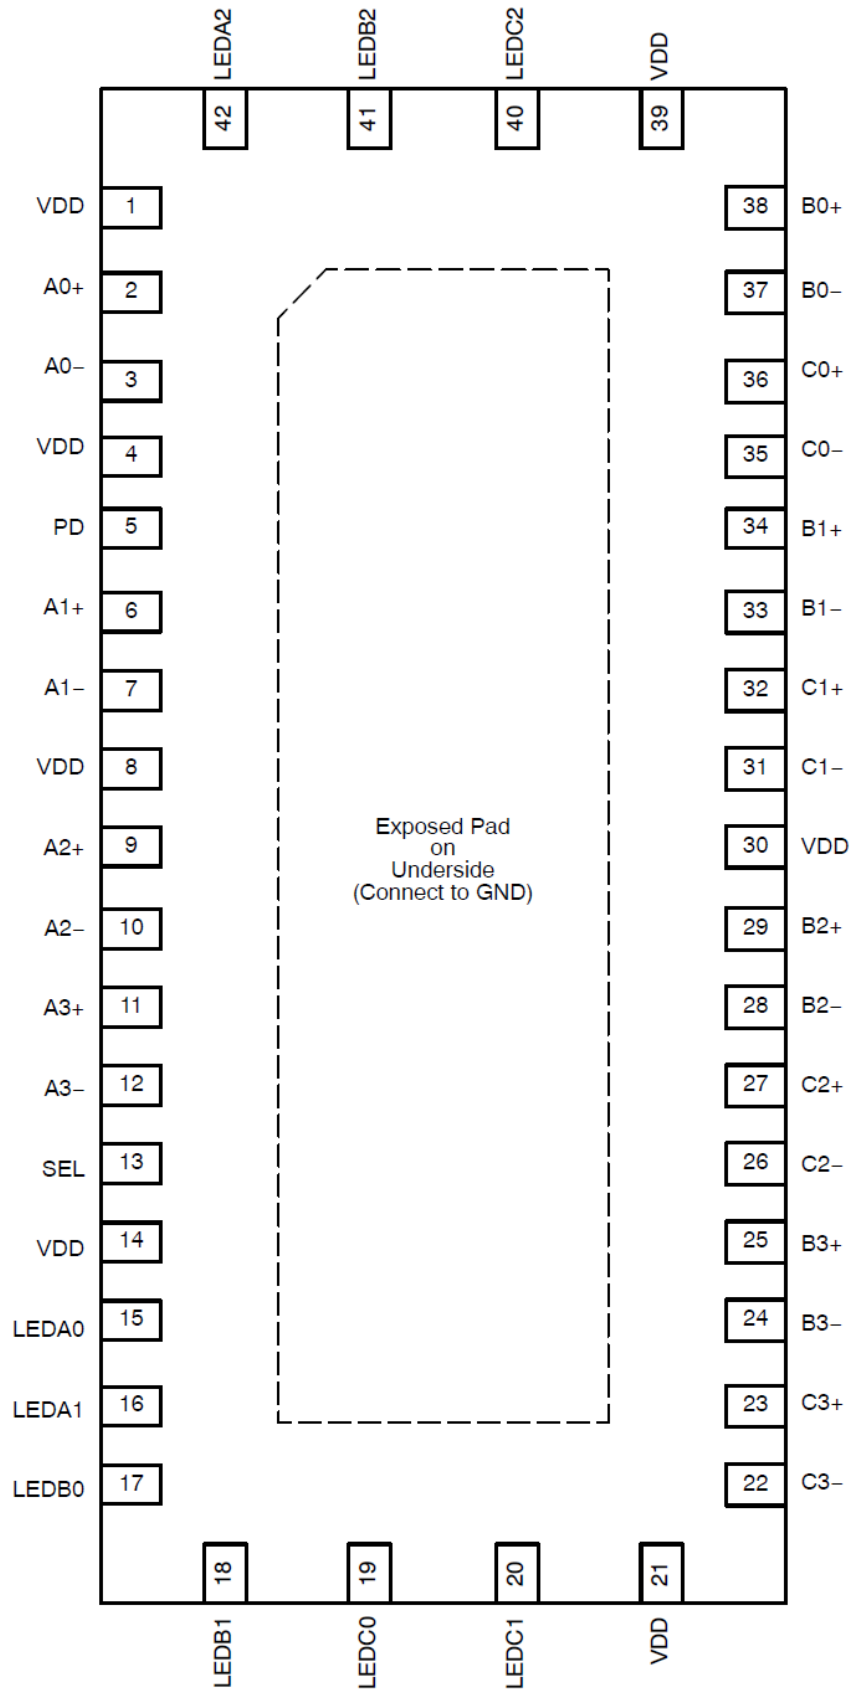 LEDA2 LEDB2 LEDC2 VDD
42 41 40 39
VDD 1 38 B0+
A0+ 2 37 B0−
A0− 3 36 C0+
VDD 4 35 C0−
PD 5 34 B1+
A1+ 6 33 B1−
A1− 7 32 C1+
VDD 8 31 C1−
A2+ 9 30 VDD
Exposed Pad
on
Underside
(Connect to GND)
A2− 10 29 B2+
A3+ 11 28 B2−
A3− 12 27 C2+
SEL 13 26 C2−
VDD 14 25 B3+
LEDA0 15 24 B3−
LEDA1 16 23 C3+
LEDB0 17 22 C3−
18 19 20 21
LEDB1 LEDC0 LEDC1 VDD